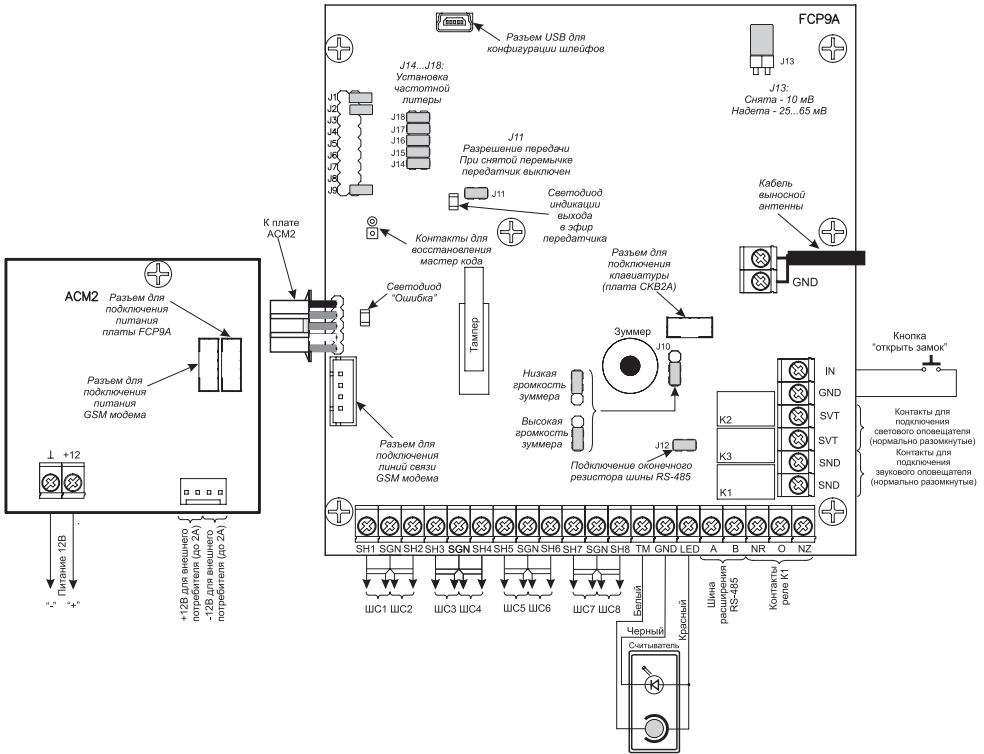 FCP9A
Разъем USB для
конфигурации шлейфов
J13
J13:
Снята - 10 мВ
Надета - 25...65 мВ
J14...J18:
Установка
частотной
литеры
J1
J2
J3
J4
J5
J6
J7
J8
J9
J18
J17
J16
J15
J14
J11
Разрешение передачи
При снятой перемычке
передатчик выключен
J11
Светодиод
индикации
выхода
в эфир
передатчика
Кабель
выносной
антенны
GND
К плате
ACM2
Контакты для
восстановления
мастер кода
Светодиод
"Ошибка"
Разъем для
подключения
клавиатуры
(плата CKB2A)
ACM2
Разъем для
подключения
питания
платы FCP9A
Разъем для
подключения
питания
GSM модема
Тампер
Зуммер
J10
Низкая
громкость
зуммера
Высокая
громкость
зуммера
J12
Подключение оконечного
резистора шины RS-485
Разъем для
подключения
линий связи
GSM модема
K2
K3
K1
Кнопка
"открыть замок"
IN
GND
SVT
SVT
SND
SND
Контакты для
подключения
светового оповещателя
(нормально разомкнутые)
Контакты для
подключения
звукового оповещателя
(нормально разомкнутые)
⊥ +12
Питание 12В
"-" "+"
+12В для внешнего
потребителя (до 2А)
-12В для внешнего
потребителя (до 2А)
SH1 SGN SH2 SH3 SGN SH4 SH5 SGN SH6 SH7 SGN SH8 TM GND LED A B NR O NZ
ШС1 ШС2 ШС3 ШС4 ШС5 ШС6 ШС7 ШС8
Белый
Черный
Красный
Шина
расширения
RS-485
Контакты
реле К1
Считыватель